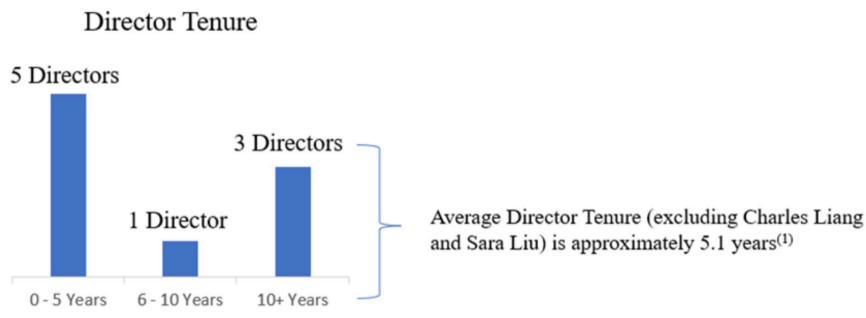 Director Tenure
5 Directors
3 Directors
1 Director
Average Director Tenure (excluding Charles Liang
and Sara Liu) is approximately 5.1 years(1)
0 - 5 Years
6 - 10 Years
10+ Years